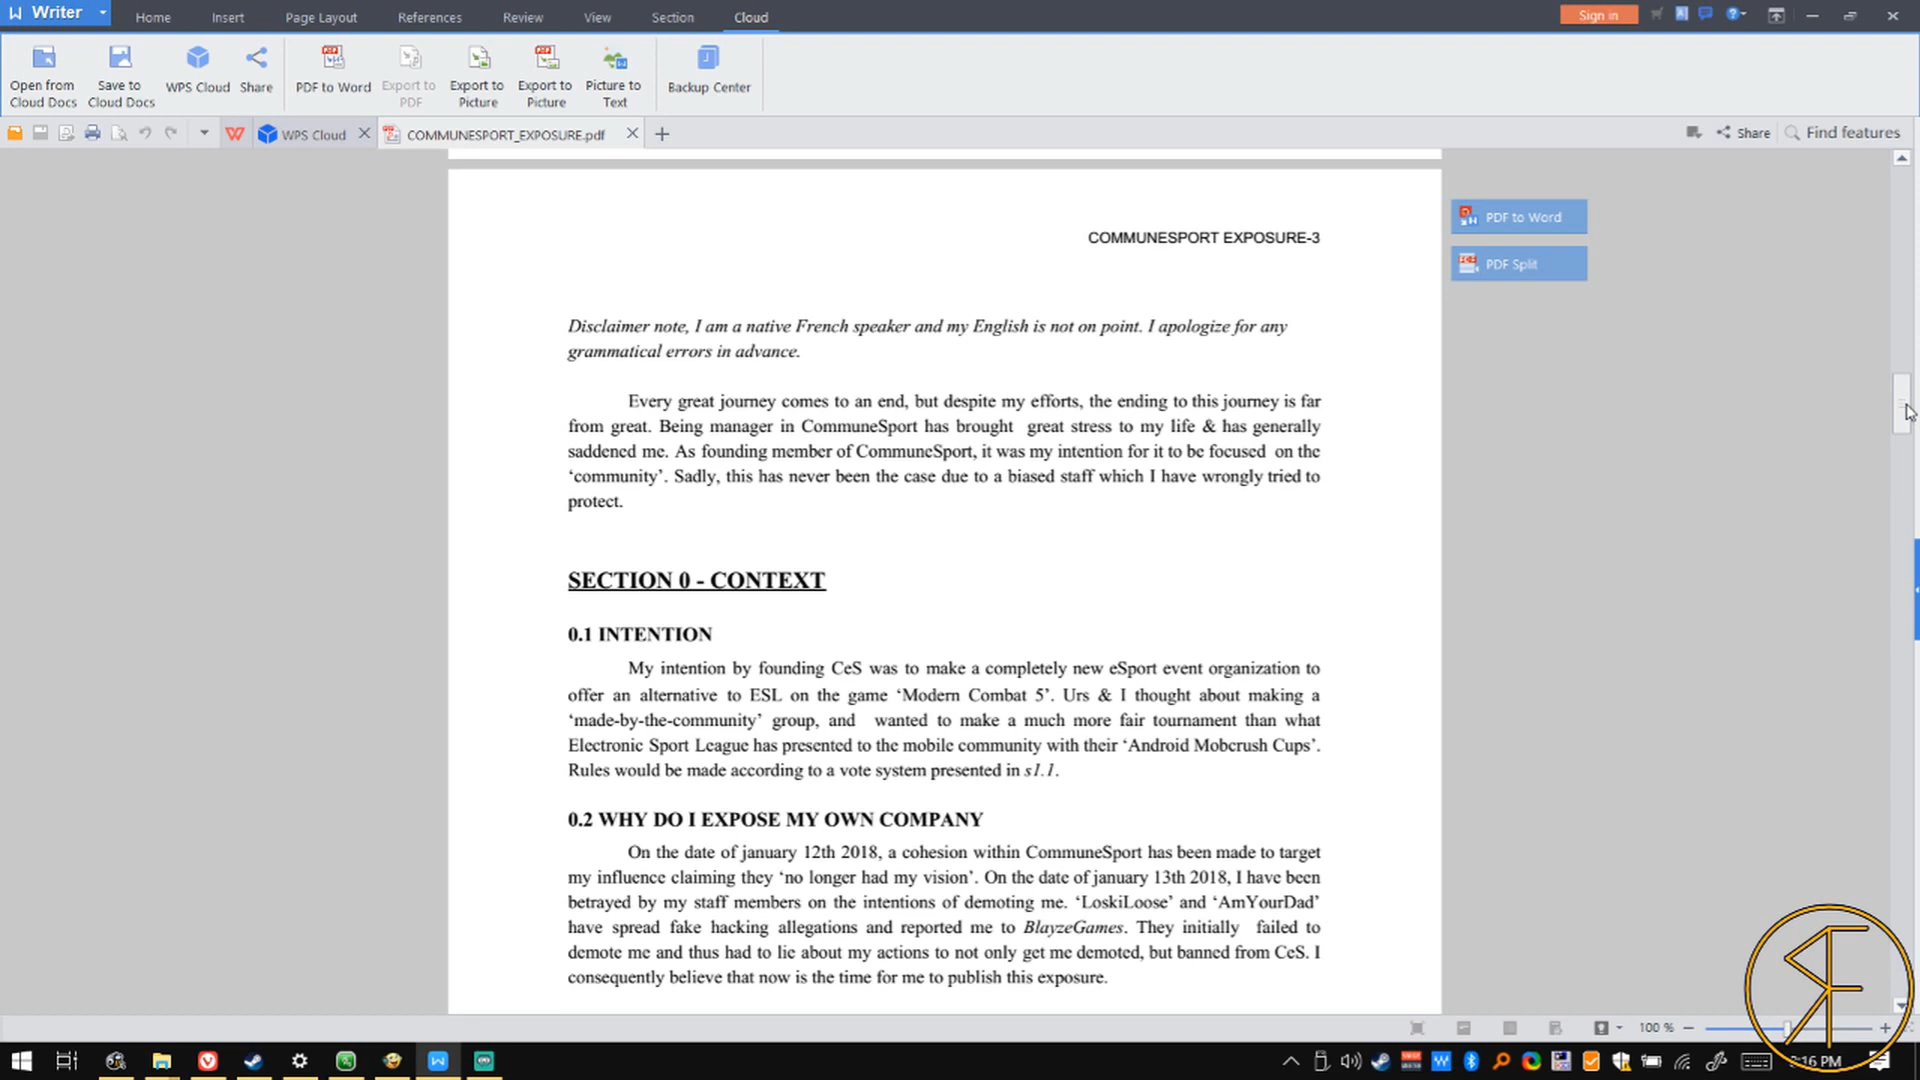 Writer Home Insert Page Layout References Review View Section Cloud Sign in
Open from Cloud Docs
Save to Cloud Docs
WPS Cloud
Share
PDF to Word
Export to PDF
Export to Picture
Export to Picture
Picture to Text
Backup Center
WPS Cloud COMMUNESPORT_EXPOSURE.pdf Share Find features
COMMUNESPORT EXPOSURE-3
PDF to Word
PDF Split
Disclaimer note, I am a native French speaker and my English is not on point. I apologize for any
grammatical errors in advance.
Every great journey comes to an end, but despite my efforts, the ending to this journey is far
from great. Being manager in CommuneSport has brought great stress to my life & has generally
saddened me. As founding member of CommuneSport, it was my intention for it to be focused on the
‘community’. Sadly, this has never been the case due to a biased staff which I have wrongly tried to
protect.
SECTION 0 - CONTEXT
0.1 INTENTION
My intention by founding CeS was to make a completely new eSport event organization to
offer an alternative to ESL on the game ‘Modern Combat 5’. Urs & I thought about making a
‘made-by-the-community’ group, and wanted to make a much more fair tournament than what
Electronic Sport League has presented to the mobile community with their ‘Android Mobcrush Cups’.
Rules would be made according to a vote system presented in s1.1.
0.2 WHY DO I EXPOSE MY OWN COMPANY
On the date of january 12th 2018, a cohesion within CommuneSport has been made to target
my influence claiming they ‘no longer had my vision’. On the date of january 13th 2018, I have been
betrayed by my staff members on the intentions of demoting me. ‘LoskiLoose’ and ‘AmYourDad’
have spread fake hacking allegations and reported me to BlayzeGames. They initially failed to
demote me and thus had to lie about my actions to not only get me demoted, but banned from CeS. I
consequently believe that now is the time for me to publish this exposure.
100 %
:16 PM